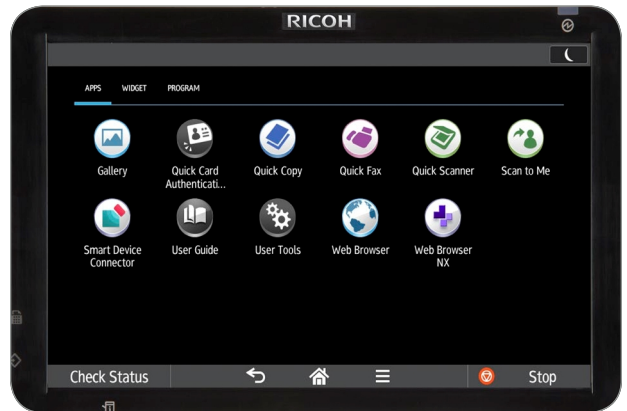 RICOH
APPS WIDGET PROGRAM
Gallery
Quick Card
Authenticati...
Quick Copy
Quick Fax
Quick Scanner
Scan to Me
Smart Device
Connector
User Guide
User Tools
Web Browser
Web Browser
NX
Check Status
Stop